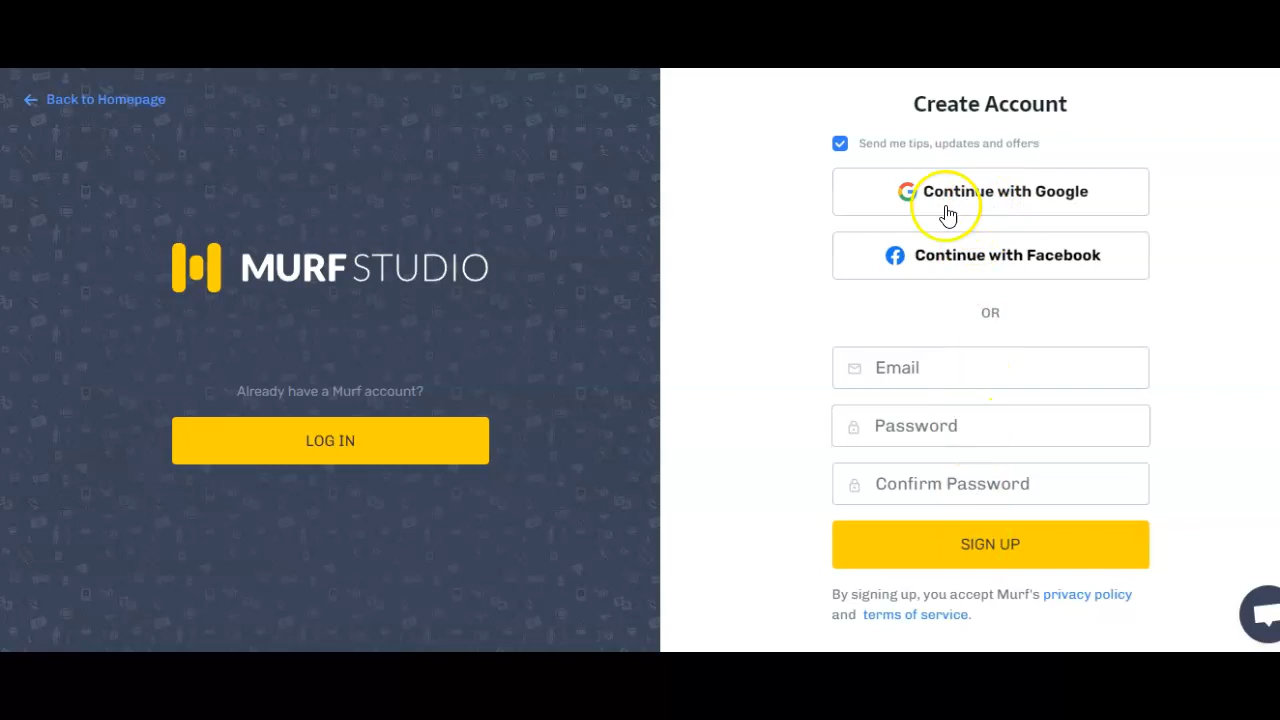 Back to Homepage
MURF STUDIO
Already have a Murf account?
LOG IN
Create Account
Send me tips, updates and offers
Continue with Google
Continue with Facebook
OR
Email
Password
Confirm Password
SIGN UP
By signing up, you accept Murf's privacy policy
and terms of service.